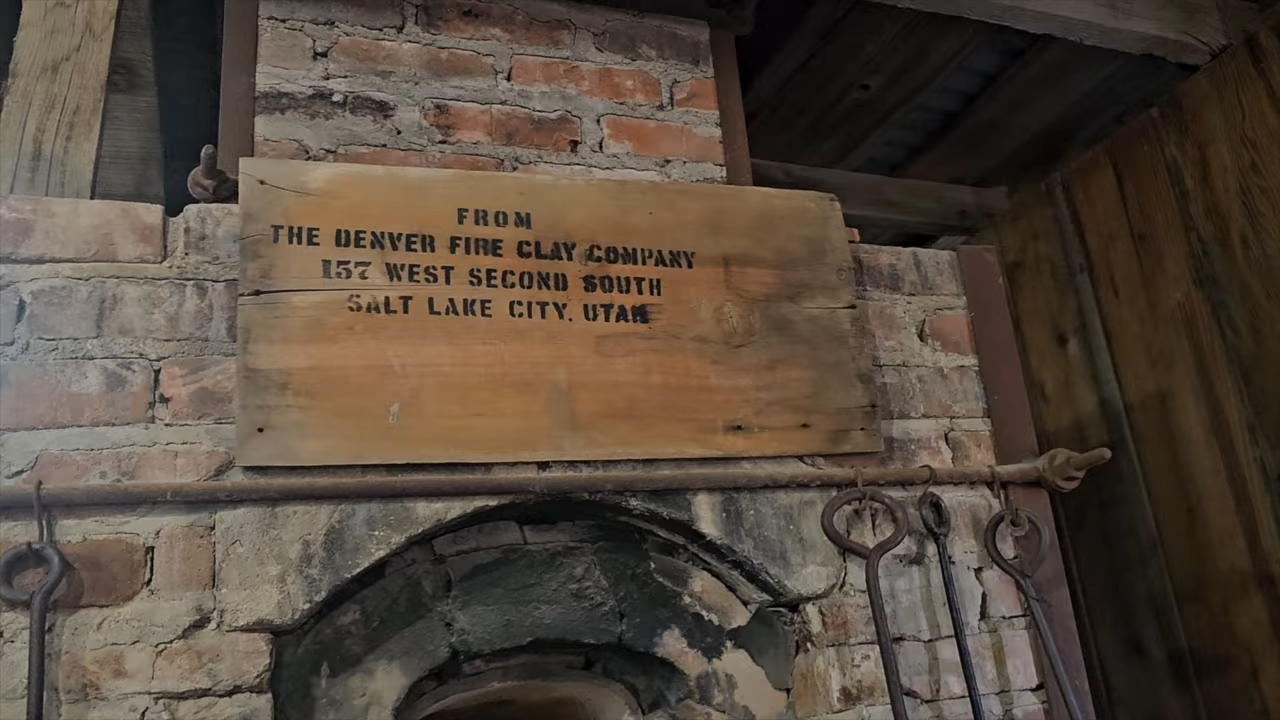 FROM
THE DENVER FIRE CLAY COMPANY
157 WEST SECOND SOUTH
SALT LAKE CITY. UTAH